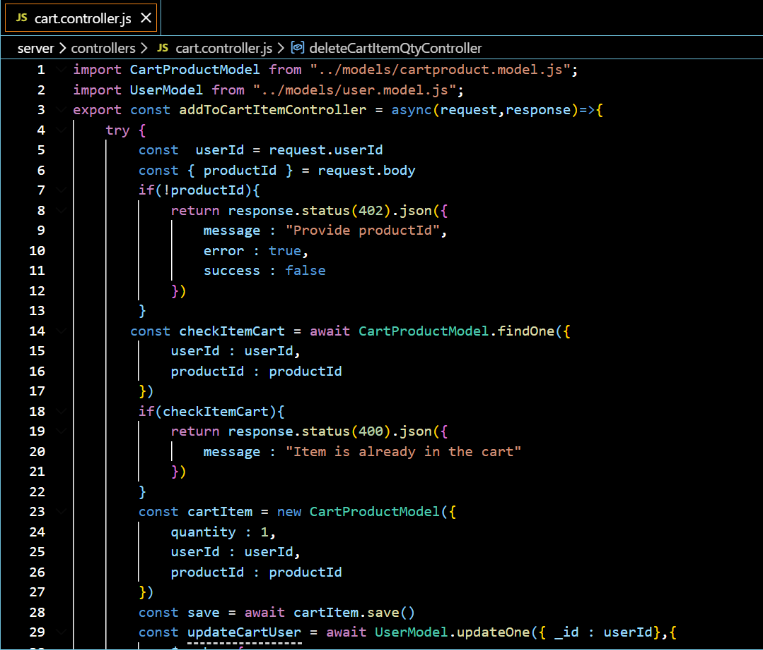 JS cart.controller.js ×
server > controllers > JS cart.controller.js > deleteCartItemQtyController
1 import CartProductModel from "../models/cartproduct.model.js";
2 import UserModel from "../models/user.model.js";
3 export const addToCartItemController = async(request,response)=>{
4     try {
5         const  userId = request.userId
6         const { productId } = request.body
7         if(!productId){
8             return response.status(402).json({
9                 message : "Provide productId",
10                 error : true,
11                 success : false
12             })
13         }
14        const checkItemCart = await CartProductModel.findOne({
15             userId : userId,
16             productId : productId
17         })
18         if(checkItemCart){
19             return response.status(400).json({
20                 message : "Item is already in the cart"
21             })
22         }
23         const cartItem = new CartProductModel({
24             quantity : 1,
25             userId : userId,
26             productId : productId
27         })
28         const save = await cartItem.save()
29         const updateCartUser = await UserModel.updateOne({ _id : userId},{